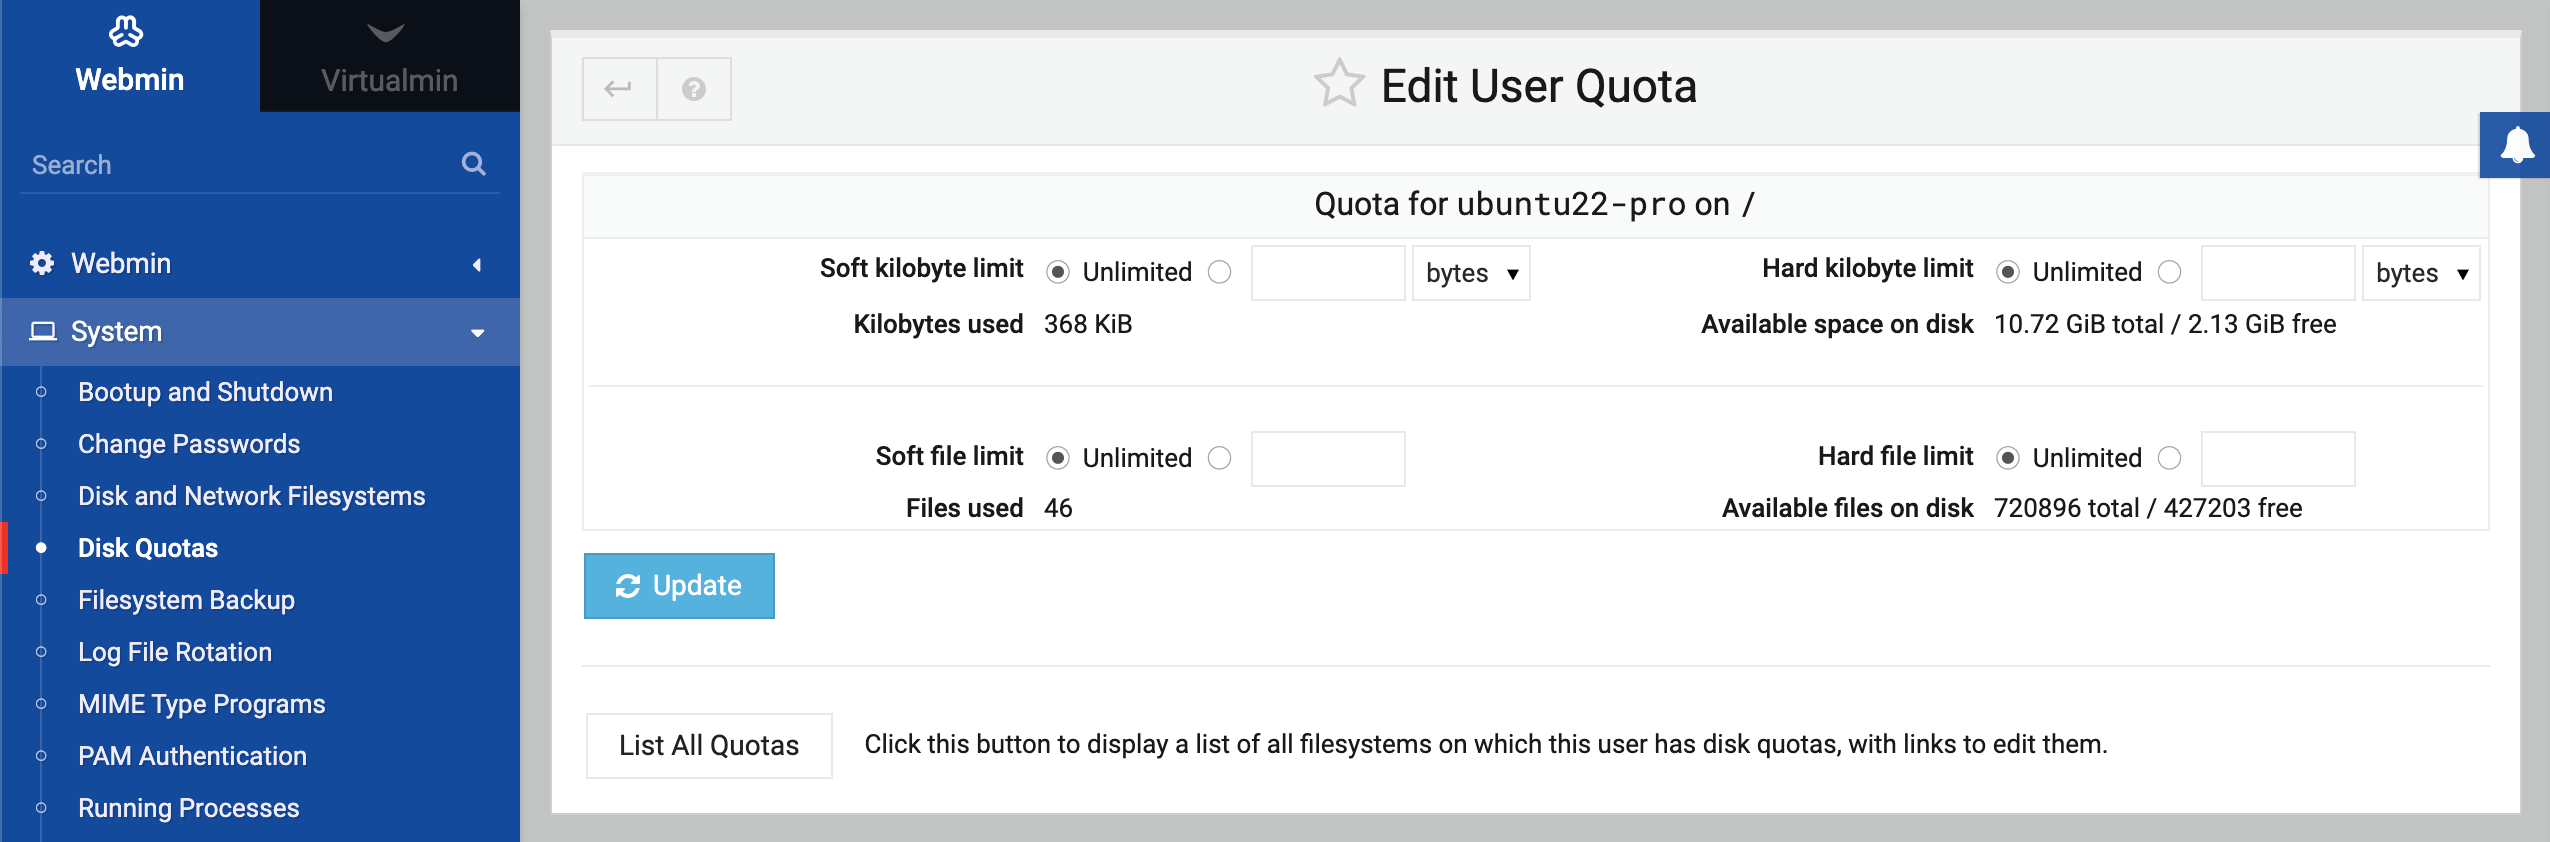 Webmin
Virtualmin
Search
Webmin
System
Bootup and Shutdown
Change Passwords
Disk and Network Filesystems
Disk Quotas
Filesystem Backup
Log File Rotation
MIME Type Programs
PAM Authentication
Running Processes
Edit User Quota
Quota for ubuntu22-pro on /
Soft kilobyte limit Unlimited bytes Hard kilobyte limit Unlimited bytes
Kilobytes used 368 KiB Available space on disk 10.72 GiB total / 2.13 GiB free
Soft file limit Unlimited Hard file limit Unlimited
Files used 46 Available files on disk 720896 total / 427203 free
Update
List All Quotas Click this button to display a list of all filesystems on which this user has disk quotas, with links to edit them.